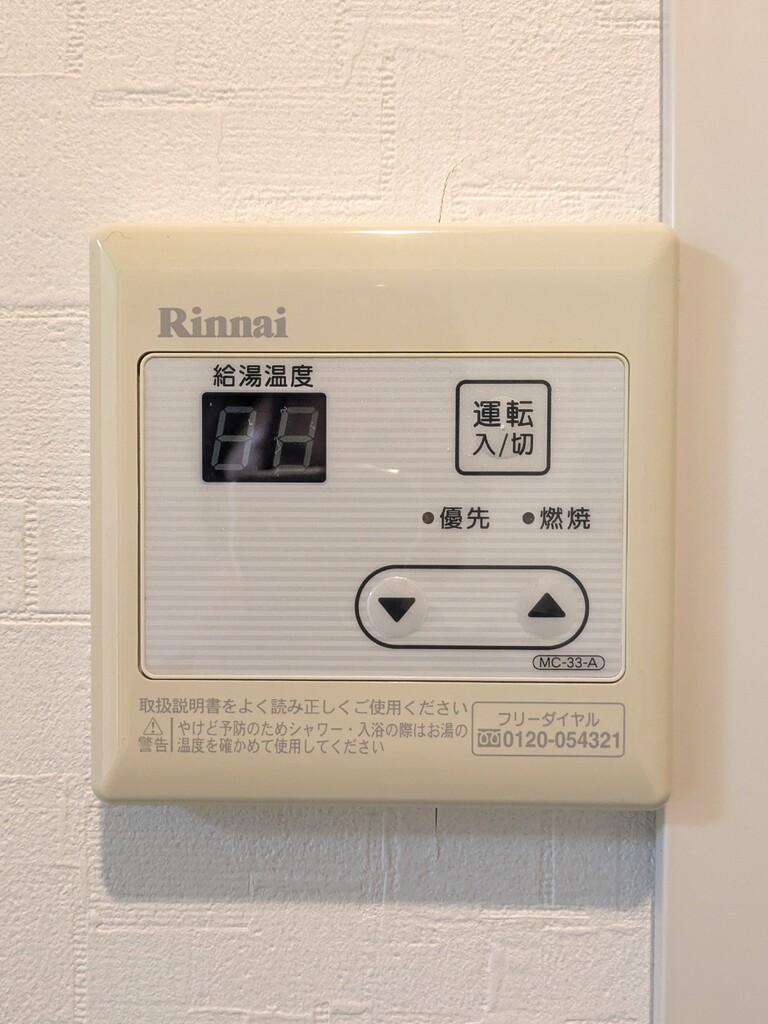 Rinnai
給湯温度
運転
入/切
優先
燃焼
▼ ▲
MC-33-A
取扱説明書をよく読み正しくご使用ください
警告
やけど予防のためシャワー・入浴の際はお湯の
温度を確かめて使用してください
フリーダイヤル
0120-054321